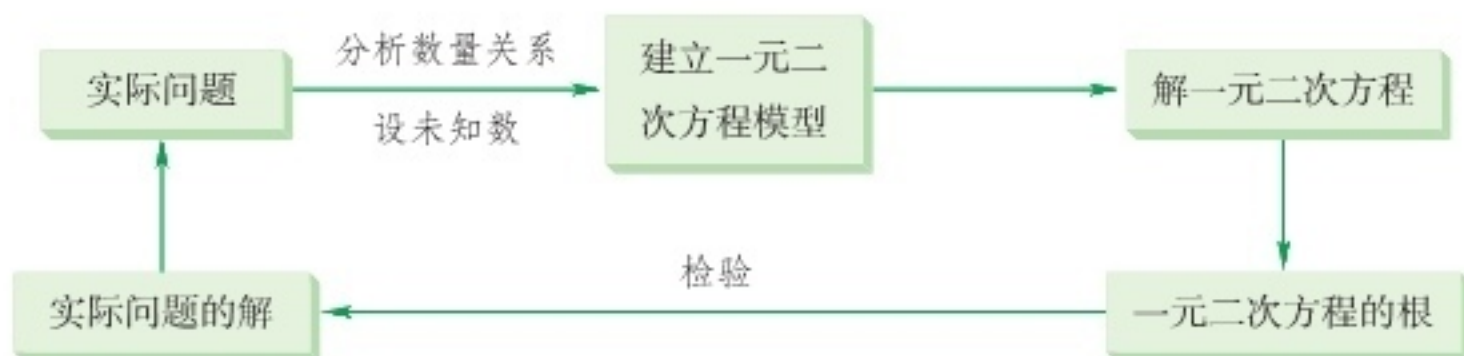 实际问题
分析数量关系
设未知数
建立一元二
次方程模型
解一元二次方程
实际问题的解
检验
一元二次方程的根